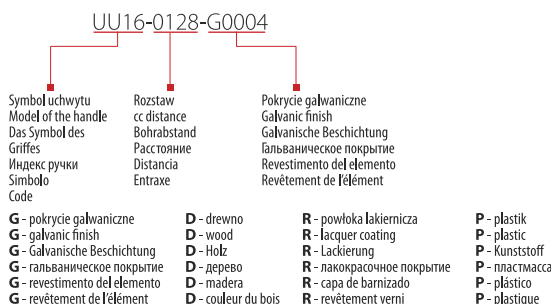 UU16-0128-G0004
Symbol uchwytu
Model of the handle
Das Symbol des
Griffes
Индекс ручки
Simbolo
Code
Rozstaw
cc distance
Bohrabstand
Расстояние
Distancia
Entraxe
Pokrycie galwaniczne
Galvanic finish
Galvanische Beschichtung
Гальваническое покрытие
Revestimento del elemento
Revêtement de l'élément
G - pokrycie galwaniczne
G - galvanic finish
G - Galvanische Beschichtung
G - гальваническое покрытие
G - revestimento del elemento
G - revêtement de l'élément
D - drewno
D - wood
D - Holz
D - дерево
D - madera
D - couleur du bois
R - powłoka lakiernicza
R - lacquer coating
R - Lackierung
R - лакокрасочное покрытие
R - capa de barnizado
R - revêtement verni
P - plastik
P - plastic
P - Kunststoff
P - пластмасса
P - plástico
P - plastique